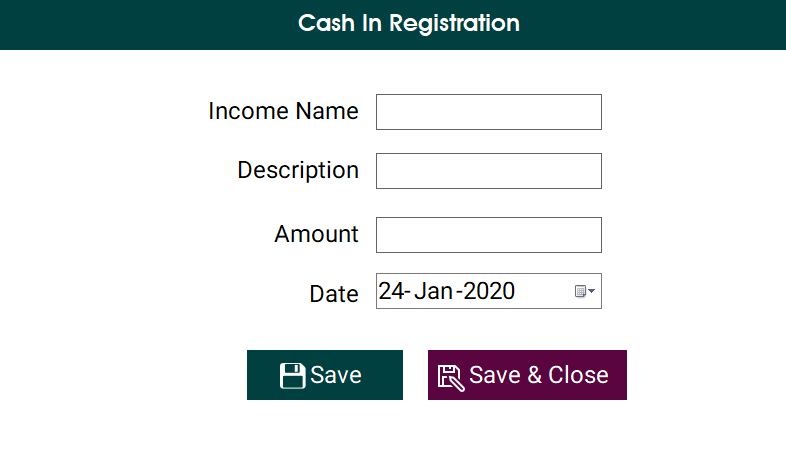 Cash In Registration
Income Name
Description
Amount
Date 24-Jan-2020
Save Save & Close